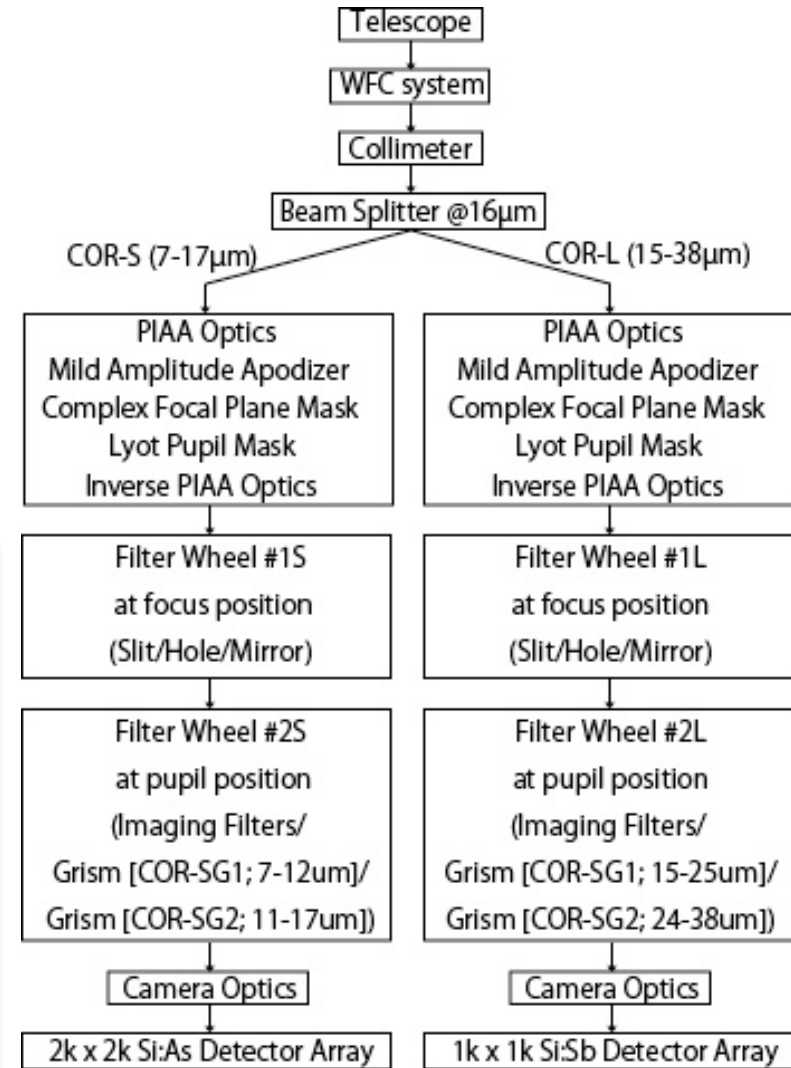 Telescope
WFC system
Collimeter
Beam Splitter @16μm
COR-S (7-17μm)
COR-L (15-38μm)
PIAA Optics
Mild Amplitude Apodizer
Complex Focal Plane Mask
Lyot Pupil Mask
Inverse PIAA Optics
PIAA Optics
Mild Amplitude Apodizer
Complex Focal Plane Mask
Lyot Pupil Mask
Inverse PIAA Optics
Filter Wheel #1S
at focus position
(Slit/Hole/Mirror)
Filter Wheel #1L
at focus position
(Slit/Hole/Mirror)
Filter Wheel #2S
at pupil position
(Imaging Filters/
Grism [COR-SG1; 7-12um]/
Grism [COR-SG2; 11-17um])
Filter Wheel #2L
at pupil position
(Imaging Filters/
Grism [COR-SG1; 15-25um]/
Grism [COR-SG2; 24-38um])
Camera Optics
Camera Optics
2k x 2k Si:As Detector Array
1k x 1k Si:Sb Detector Array